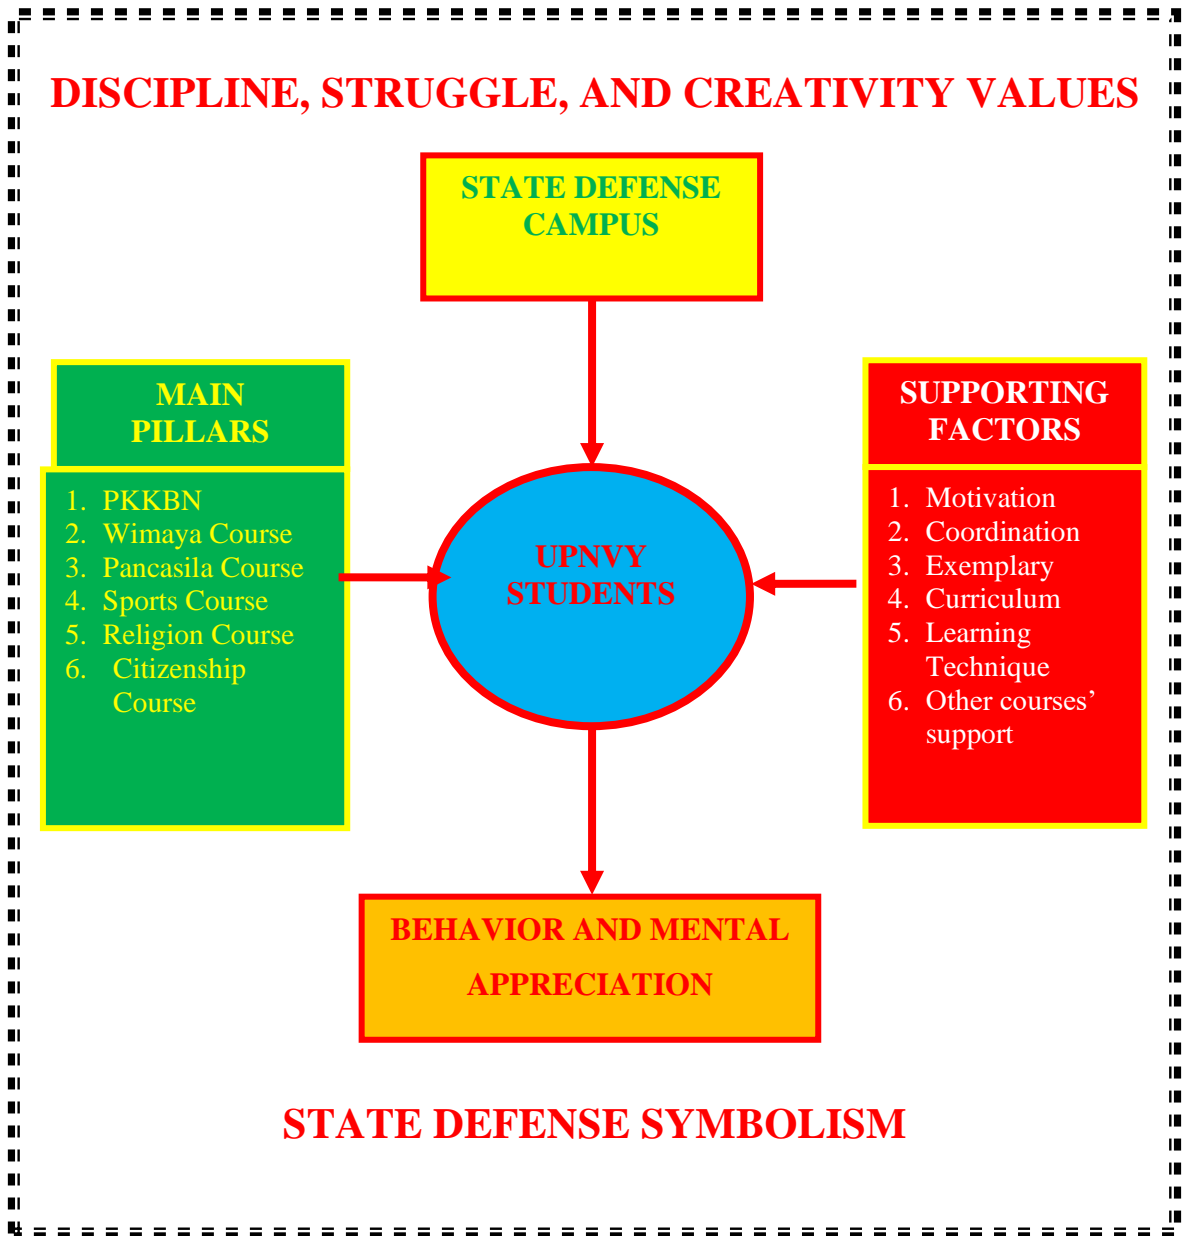 DISCIPLINE, STRUGGLE, AND CREATIVITY VALUES
STATE DEFENSE
CAMPUS
MAIN
PILLARS
1. PKKBN
2. Wimaya Course
3. Pancasila Course
4. Sports Course
5. Religion Course
6. Citizenship
Course
UPNVY
STUDENTS
SUPPORTING
FACTORS
1. Motivation
2. Coordination
3. Exemplary
4. Curriculum
5. Learning
Technique
6. Other courses’
support
BEHAVIOR AND MENTAL
APPRECIATION
STATE DEFENSE SYMBOLISM